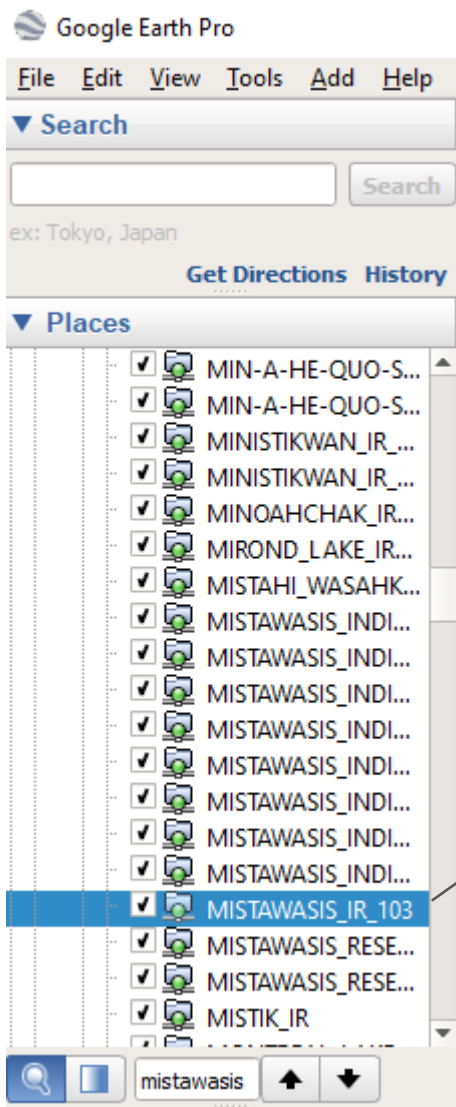 Google Earth Pro
File Edit View Tools Add Help
Search
Search
ex: Tokyo, Japan
Get Directions History
Places
MIN-A-HE-QUO-S...
MIN-A-HE-QUO-S...
MINISTIKWAN_IR_...
MINISTIKWAN_IR_...
MINOAHCHAK_IR...
MIROND_LAKE_IR...
MISTAHI_WASAHK...
MISTAWASIS_INDI...
MISTAWASIS_INDI...
MISTAWASIS_INDI...
MISTAWASIS_INDI...
MISTAWASIS_INDI...
MISTAWASIS_INDI...
MISTAWASIS_INDI...
MISTAWASIS_INDI...
MISTAWASIS_IR_103
MISTAWASIS_RESE...
MISTAWASIS_RESE...
MISTIK_IR
mistawasis